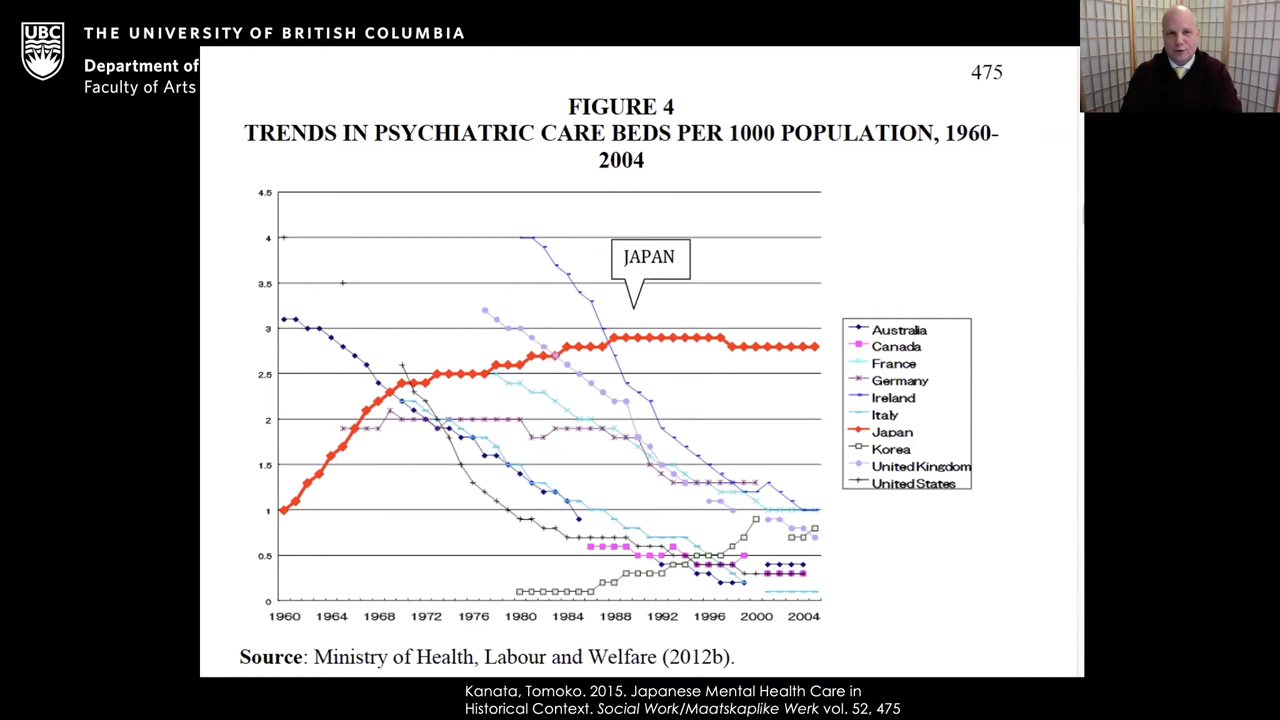 UBC
THE UNIVERSITY OF BRITISH COLUMBIA
Department of
Faculty of Arts
475
FIGURE 4
TRENDS IN PSYCHIATRIC CARE BEDS PER 1000 POPULATION, 1960-
2004
4.5
4
3.5
3
2.5
2
1.5
1
0.5
0
JAPAN
1960 1964 1968 1972 1976 1980 1984 1988 1992 1996 2000 2004
Australia
Canada
France
Germany
Ireland
Italy
Japan
Korea
United Kingdom
United States
Source: Ministry of Health, Labour and Welfare (2012b).
Kanata, Tomoko. 2015. Japanese Mental Health Care in
Historical Context. Social Work/Maatskaplike Werk vol. 52, 475